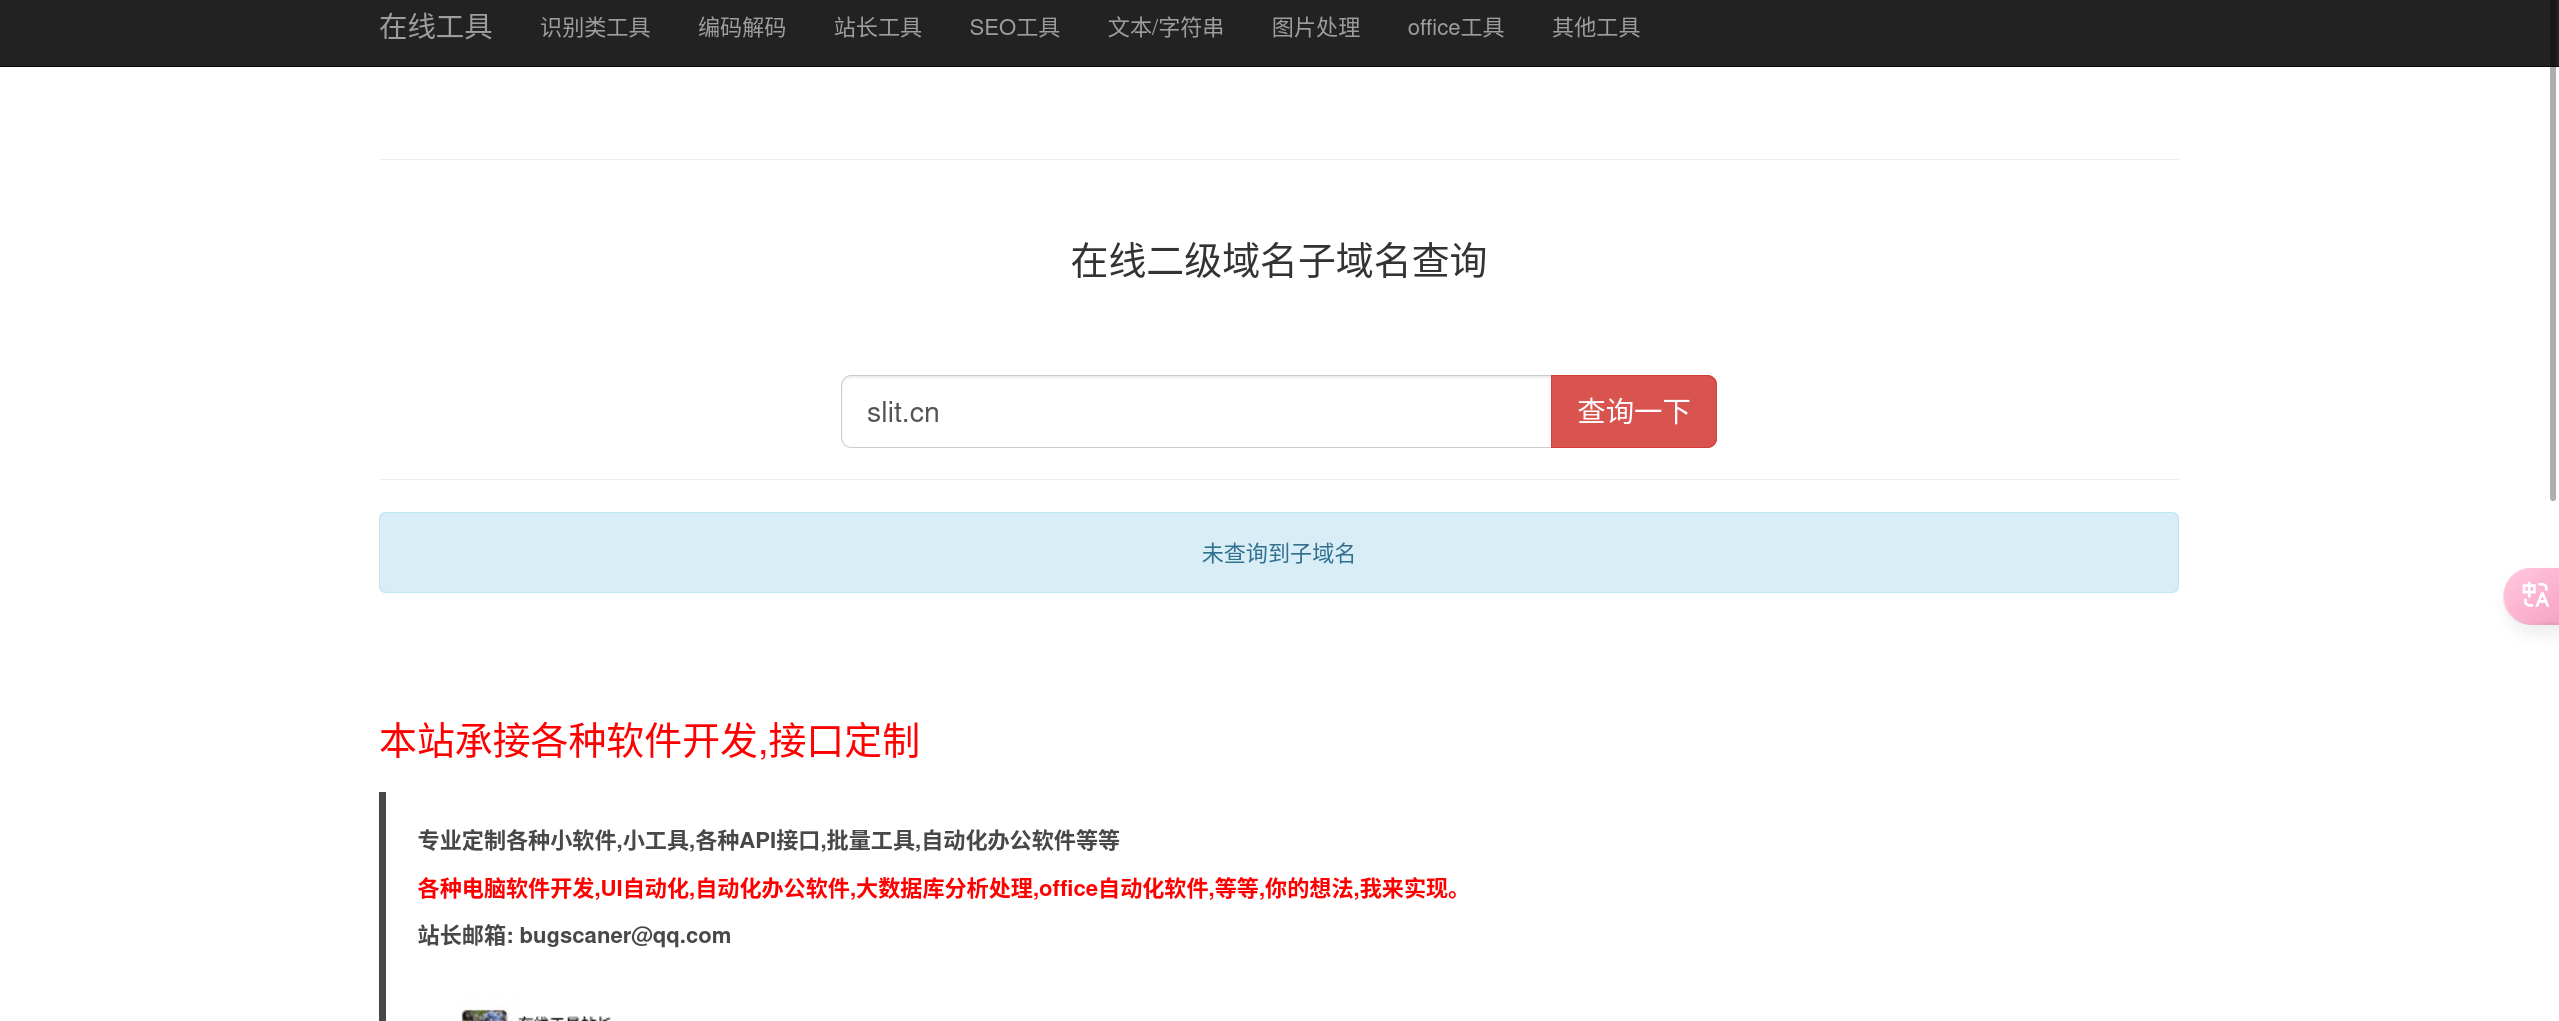 在线工具 识别类工具 编码解码 站长工具 SEO工具 文本/字符串 图片处理 office工具 其他工具
在线二级域名子域名查询
slit.cn 查询一下
未查询到子域名
本站承接各种软件开发,接口定制
专业定制各种小软件,小工具,各种API接口,批量工具,自动化办公软件等等
各种电脑软件开发,UI自动化,自动化办公软件,大数据库分析处理,office自动化软件,等等,你的想法,我来实现。
站长邮箱: bugscaner@qq.com